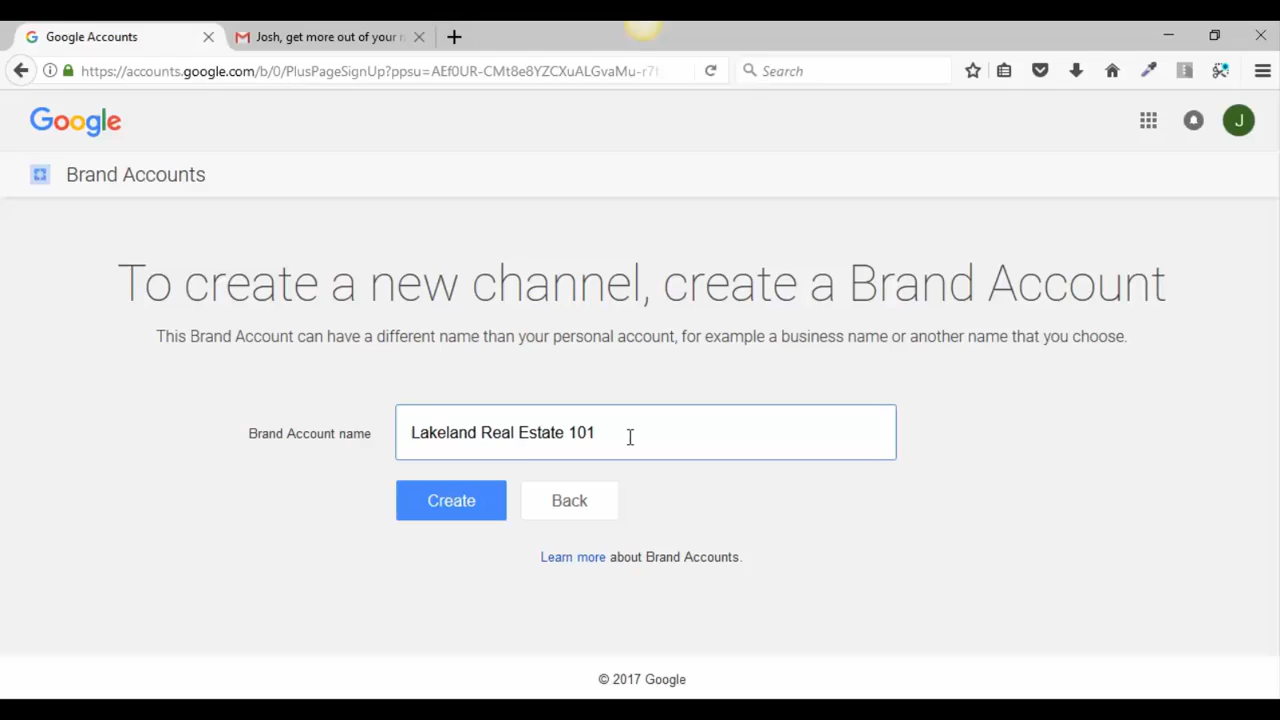 Google Accounts
Josh, get more out of your n
https://accounts.google.com/b/0/PlusPageSignUp?ppsu=AEf0UR-CMt8e8YZCXuALGvaMu-r7t
Search
Google
J
Brand Accounts
To create a new channel, create a Brand Account
This Brand Account can have a different name than your personal account, for example a business name or another name that you choose.
Brand Account name
Lakeland Real Estate 101
Create
Back
Learn more about Brand Accounts.
© 2017 Google